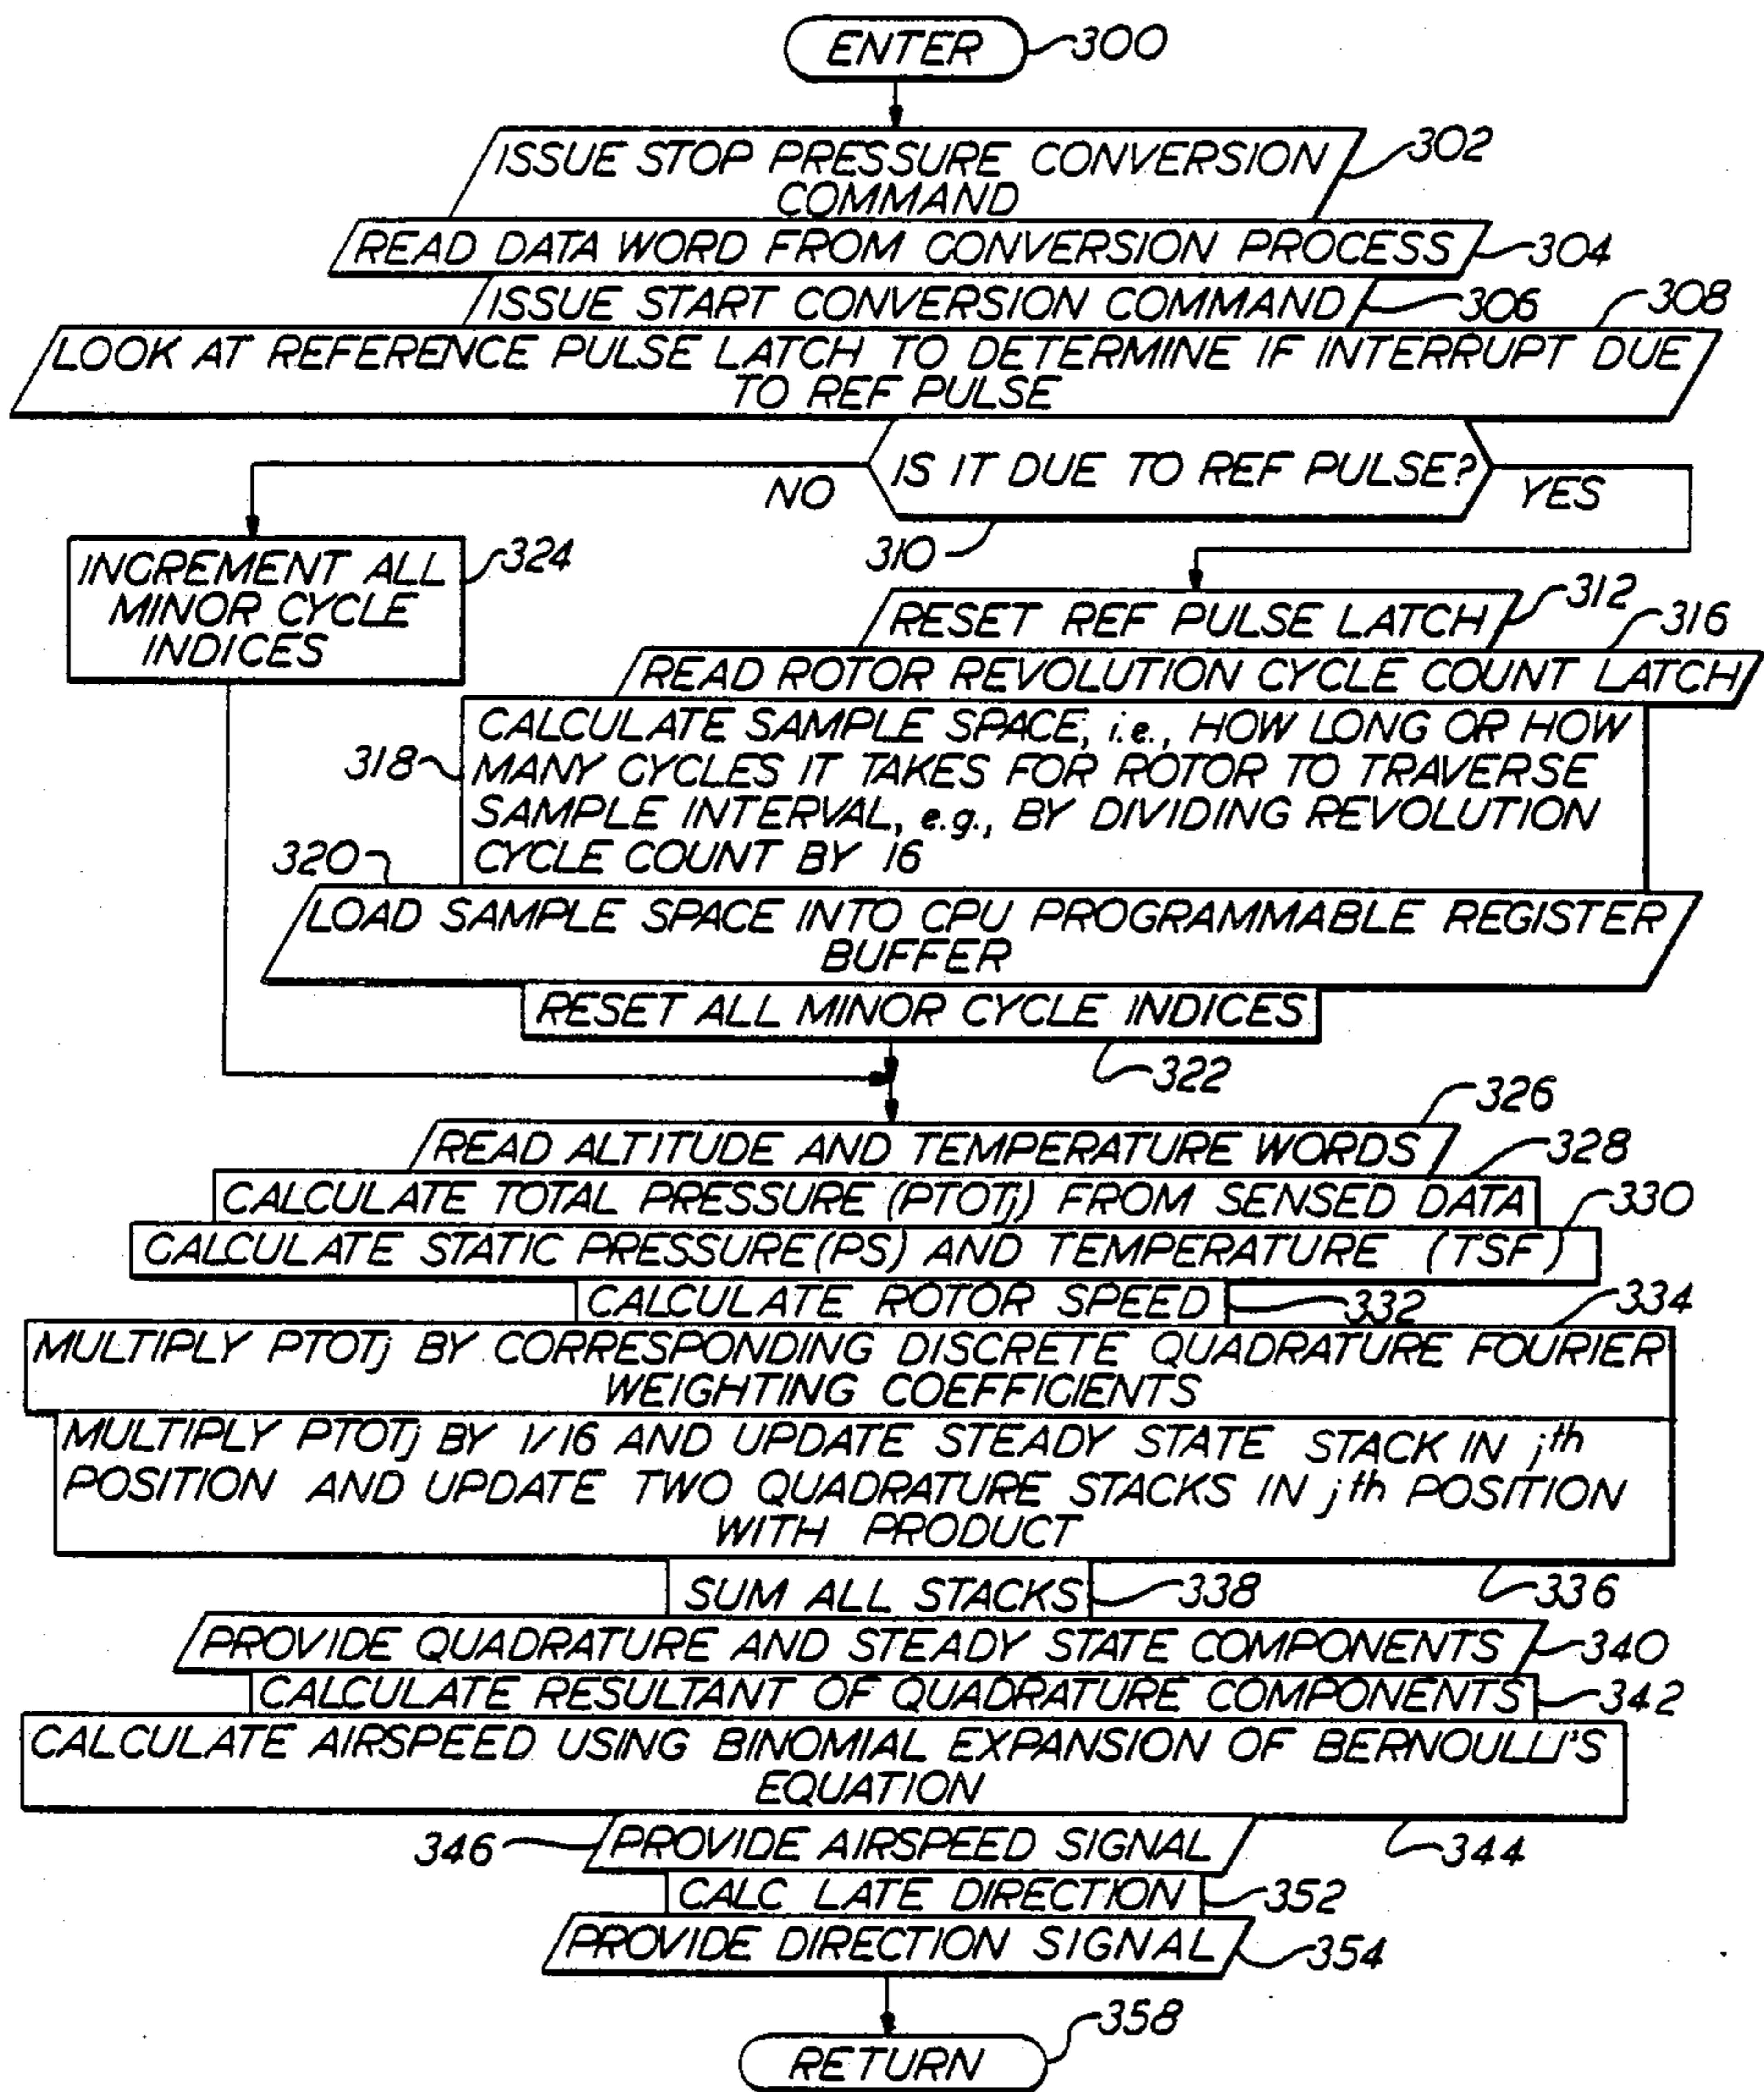 ENTER
300
ISSUE STOP PRESSURE CONVERSION
COMMAND
302
READ DATA WORD FROM CONVERSION PROCESS
304
ISSUE START CONVERSION COMMAND
306
308
LOOK AT REFERENCE PULSE LATCH TO DETERMINE IF INTERRUPT DUE
TO REF PULSE
IS IT DUE TO REF PULSE?
NO
YES
310
INCREMENT ALL
MINOR CYCLE
INDICES
324
RESET REF PULSE LATCH
312
316
READ ROTOR REVOLUTION CYCLE COUNT LATCH
CALCULATE SAMPLE SPACE, i.e., HOW LONG OR HOW
MANY CYCLES IT TAKES FOR ROTOR TO TRAVERSE
SAMPLE INTERVAL, e.g., BY DIVIDING REVOLUTION
CYCLE COUNT BY 16
318
320
LOAD SAMPLE SPACE INTO CPU PROGRAMMABLE REGISTER
BUFFER
RESET ALL MINOR CYCLE INDICES
322
326
READ ALTITUDE AND TEMPERATURE WORDS
328
CALCULATE TOTAL PRESSURE (PTOTj) FROM SENSED DATA
330
CALCULATE STATIC PRESSURE(PS) AND TEMPERATURE (TSF)
CALCULATE ROTOR SPEED
332
334
MULTIPLY PTOTj BY CORRESPONDING DISCRETE QUADRATURE FOURIER
WEIGHTING COEFFICIENTS
MULTIPLY PTOTj BY 1/16 AND UPDATE STEADY STATE STACK IN jth
POSITION AND UPDATE TWO QUADRATURE STACKS IN jth POSITION
WITH PRODUCT
336
SUM ALL STACKS
338
PROVIDE QUADRATURE AND STEADY STATE COMPONENTS
340
CALCULATE RESULTANT OF QUADRATURE COMPONENTS
342
CALCULATE AIRSPEED USING BINOMIAL EXPANSION OF BERNOULLI'S
EQUATION
344
346
PROVIDE AIRSPEED SIGNAL
CALC LATE DIRECTION
352
PROVIDE DIRECTION SIGNAL
354
358
RETURN